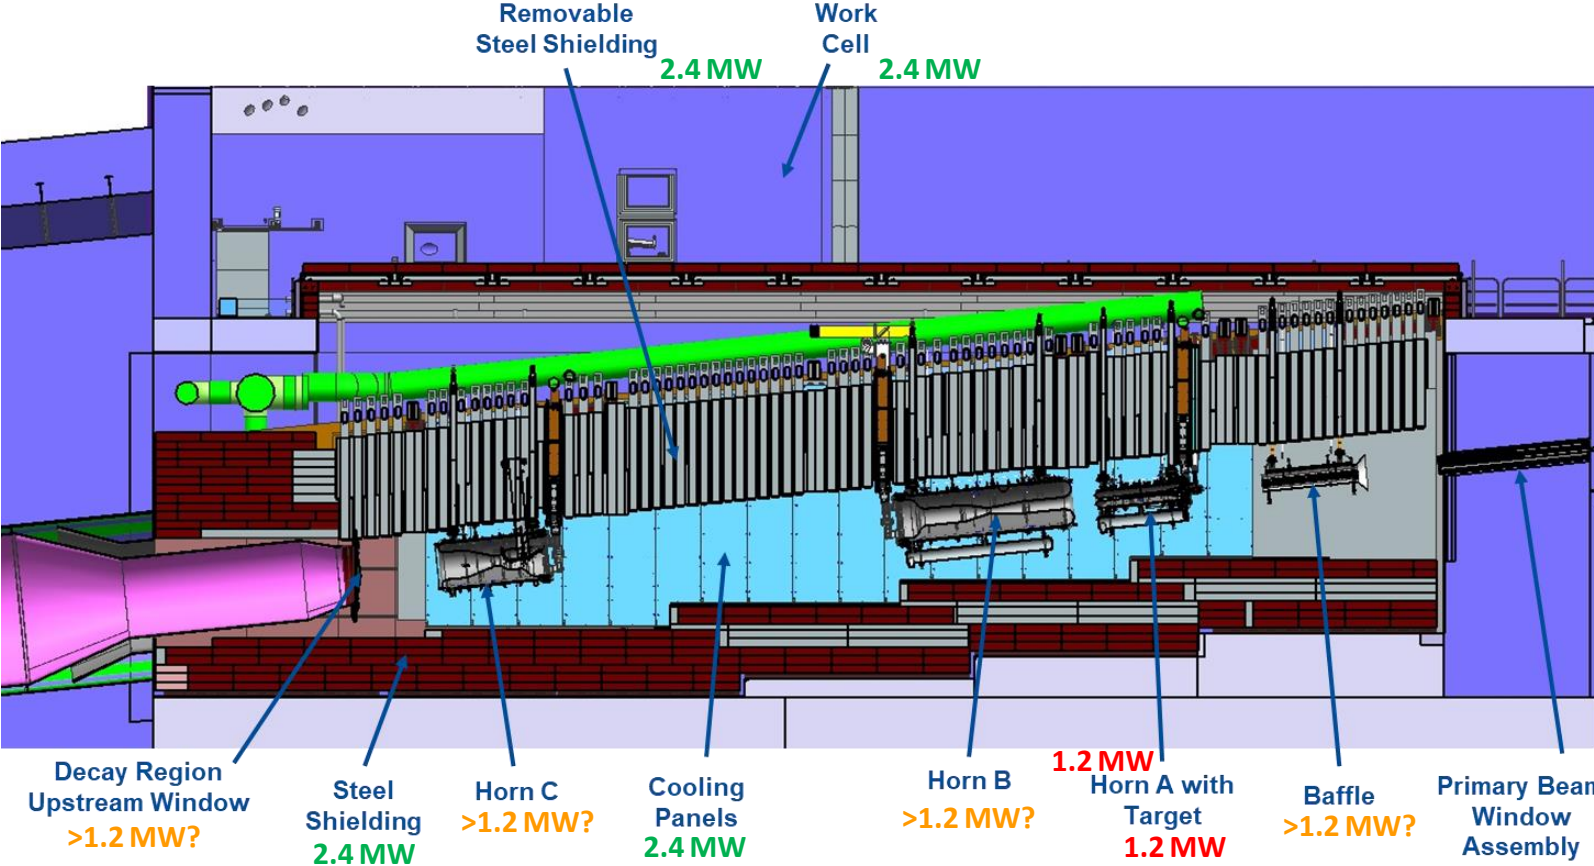 Removable
Steel Shielding
2.4 MW
Work
Cell
2.4 MW
Decay Region
Upstream Window
>1.2 MW?
Steel
Shielding
2.4 MW
Horn C
>1.2 MW?
Cooling
Panels
2.4 MW
Horn B
>1.2 MW?
1.2 MW
Horn A with
Target
1.2 MW
Baffle
>1.2 MW?
Primary Beam
Window
Assembly